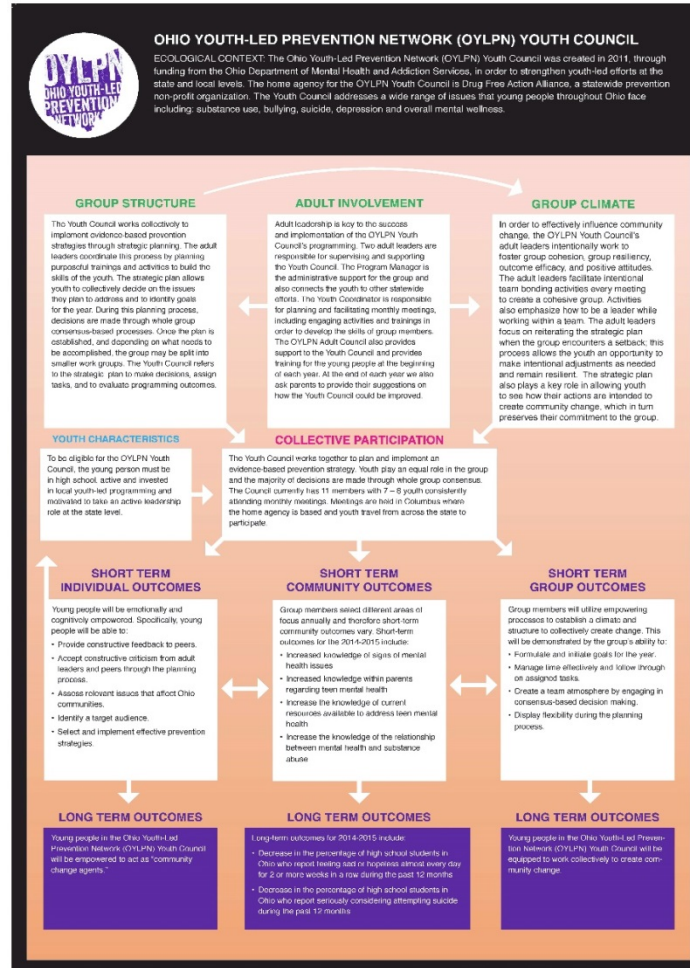 OYLPN
OHIO YOUTH-LED
PREVENTION
NETWORK
OHIO YOUTH-LED PREVENTION NETWORK (OYLPN) YOUTH COUNCIL
ECOLOGICAL CONTEXT: The Ohio Youth-Led Prevention Network (OYLPN) Youth Council was created in 2011, through
funding from the Ohio Department of Mental Health and Addiction Services, in order to strengthen youth-led efforts at the
state and local levels. The home agency for the OYLPN Youth Council is Drug Free Action Alliance, a statewide prevention
non-profit organization. The Youth Council addresses a wide range of issues that young people throughout Ohio face
including: substance use, bullying, suicide, depression and overall mental wellness.
GROUP STRUCTURE
The Youth Council works collectively to
implement evidence-based prevention
strategies through strategic planning. The adult
leaders coordinate this process by planning
purposeful trainings and activities to build the
skills of the youth. The strategic plan allows
youth to collectively decide on the issues
they plan to address and to identify goals
for the year. During this planning process,
decisions are made through whole group
consensus-based processes. Once the plan is
established, and depending on what needs to
be accomplished, the group may be split into
smaller work groups. The Youth Council refers
to the strategic plan to make decisions, assign
tasks, and to evaluate programming outcomes.
ADULT INVOLVEMENT
Adult leadership is key to the success
and implementation of the OYLPN Youth
Council's programming. Two adult leaders are
responsible for supervising and supporting
the Youth Council. The Program Manager is
the administrative support for the group and
also connects the youth to other statewide
efforts. The Youth Coordinator is responsible
for planning and facilitating monthly meetings,
including engaging activities and trainings in
order to develop the skills of group members.
The OYLPN Adult Council also provides
support to the Youth Council and provides
training for the young people at the beginning
of each year. At the end of each year we also
ask parents to provide their suggestions on
how the Youth Council could be improved.
GROUP CLIMATE
In order to effectively influence community
change, the OYLPN Youth Council's
adult leaders intentionally work to
foster group cohesion, group resiliency,
outcome efficacy, and positive attitudes.
The adult leaders facilitate intentional
team bonding activities every meeting
to create a cohesive group. Activities
also emphasize how to be a leader while
working within a team. The adult leaders
focus on reiterating the strategic plan
when the group encounters a setback; this
process allows the youth an opportunity to
make intentional adjustments as needed
and remain resilient. The strategic plan
also plays a key role in allowing youth
to see how their actions are intended to
create community change, which in turn
preserves their commitment to the group.
YOUTH CHARACTERISTICS
To be eligible for the OYLPN Youth
Council, the young person must be
in high school, active and invested
in local youth-led programming and
motivated to take an active leadership
role at the state level.
COLLECTIVE PARTICIPATION
The Youth Council works together to plan and implement an
evidence-based prevention strategy. Youth play an equal role in the group
and the majority of decisions are made through whole group consensus.
The Council currently has 11 members with 7 – 8 youth consistently
attending monthly meetings. Meetings are held in Columbus where
the home agency is based and youth travel from across the state to
participate.
SHORT TERM
INDIVIDUAL OUTCOMES
Young people will be emotionally and
cognitively empowered. Specifically, young
people will be able to:
• Provide constructive feedback to peers.
• Accept constructive criticism from adult
leaders and peers through the planning
process.
• Assess relevant issues that affect Ohio
communities.
• Identify a target audience.
• Select and implement effective prevention
strategies.
SHORT TERM
COMMUNITY OUTCOMES
Group members select different areas of
focus annually and therefore short-term
community outcomes vary. Short-term
outcomes for the 2014-2015 include:
• Increased knowledge of signs of mental
health issues
• Increased knowledge within parents
regarding teen mental health
• Increase the knowledge of current
resources available to address teen mental
health
• Increase the knowledge of the relationship
between mental health and substance
abuse
SHORT TERM
GROUP OUTCOMES
Group members will utilize empowering
processes to establish a climate and
structure to collectively create change. This
will be demonstrated by the group's ability to:
• Formulate and initiate goals for the year.
• Manage time effectively and follow through
on assigned tasks.
• Create a team atmosphere by engaging in
consensus-based decision making.
• Display flexibility during the planning
process.
LONG TERM OUTCOMES
Young people in the Ohio Youth-Led
Prevention Network (OYLPN) Youth Council
will be empowered to act as "community
change agents."
LONG TERM OUTCOMES
Long-term outcomes for 2014-2015 include:
• Decrease in the percentage of high school students in
Ohio who report feeling sad or hopeless almost every day
for 2 or more weeks in a row during the past 12 months
• Decrease in the percentage of high school students in
Ohio who report seriously considering attempting suicide
during the past 12 months
LONG TERM OUTCOMES
Young people in the Ohio Youth-Led Preven-
tion Network (OYLPN) Youth Council will be
equipped to work collectively to create com-
munity change.